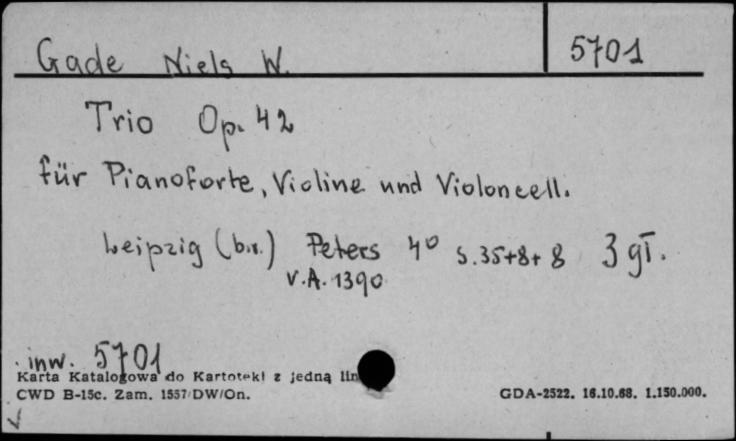 Gade Niels W. 5701
Trio Op. 42
für Pianoforte, Violine und Violoncell.
Leipzig (b.r.) Peters 4° s. 35+8+8 3 gł.
V.A. 1390
inw. 5701
Karta Katalogowa do Kartoteki z jedną lin
CWD B-15c. Zam. 1557/DW/On. GDA-2522. 16.10.68. 1.150.000.